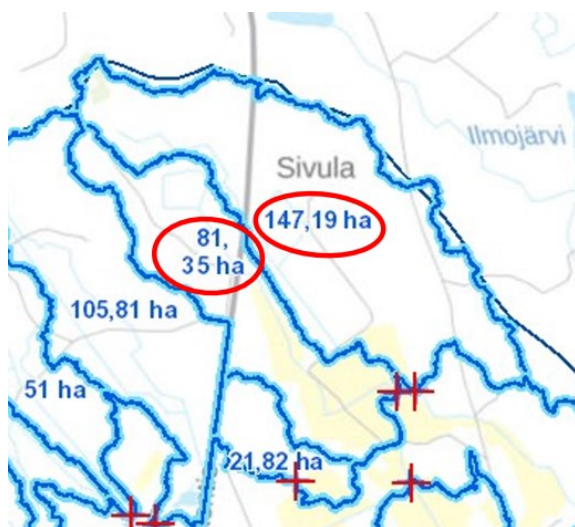 Ilmojärvi
Sivula
147,19 ha
81,
35 ha
105,81 ha
51 ha
21,82 ha